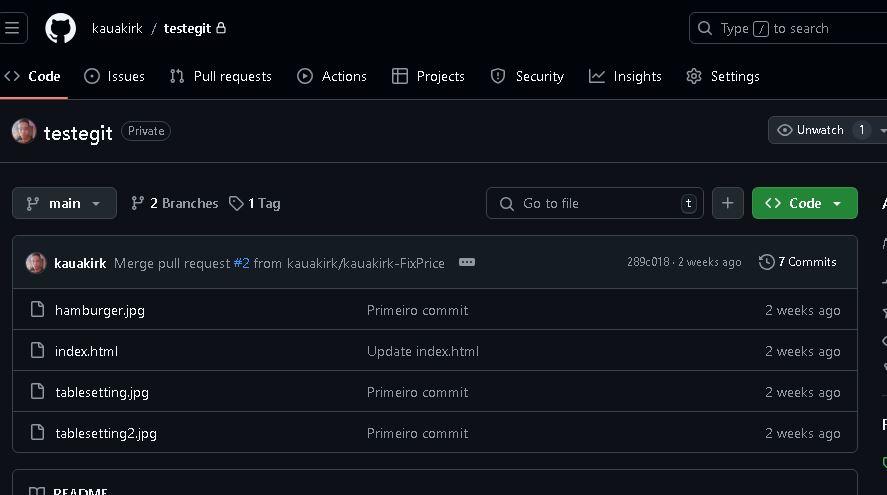 kauakirk / testegit
Type / to search
Code Issues Pull requests Actions Projects Security Insights Settings
testegit Private
Unwatch 1
main 2 Branches 1 Tag
Go to file t
+ Code
kauakirk Merge pull request #2 from kauakirk/kauakirk-FixPrice
289c018 · 2 weeks ago 7 Commits
hamburger.jpg Primeiro commit 2 weeks ago
index.html Update index.html 2 weeks ago
tablesetting.jpg Primeiro commit 2 weeks ago
tablesetting2.jpg Primeiro commit 2 weeks ago
README